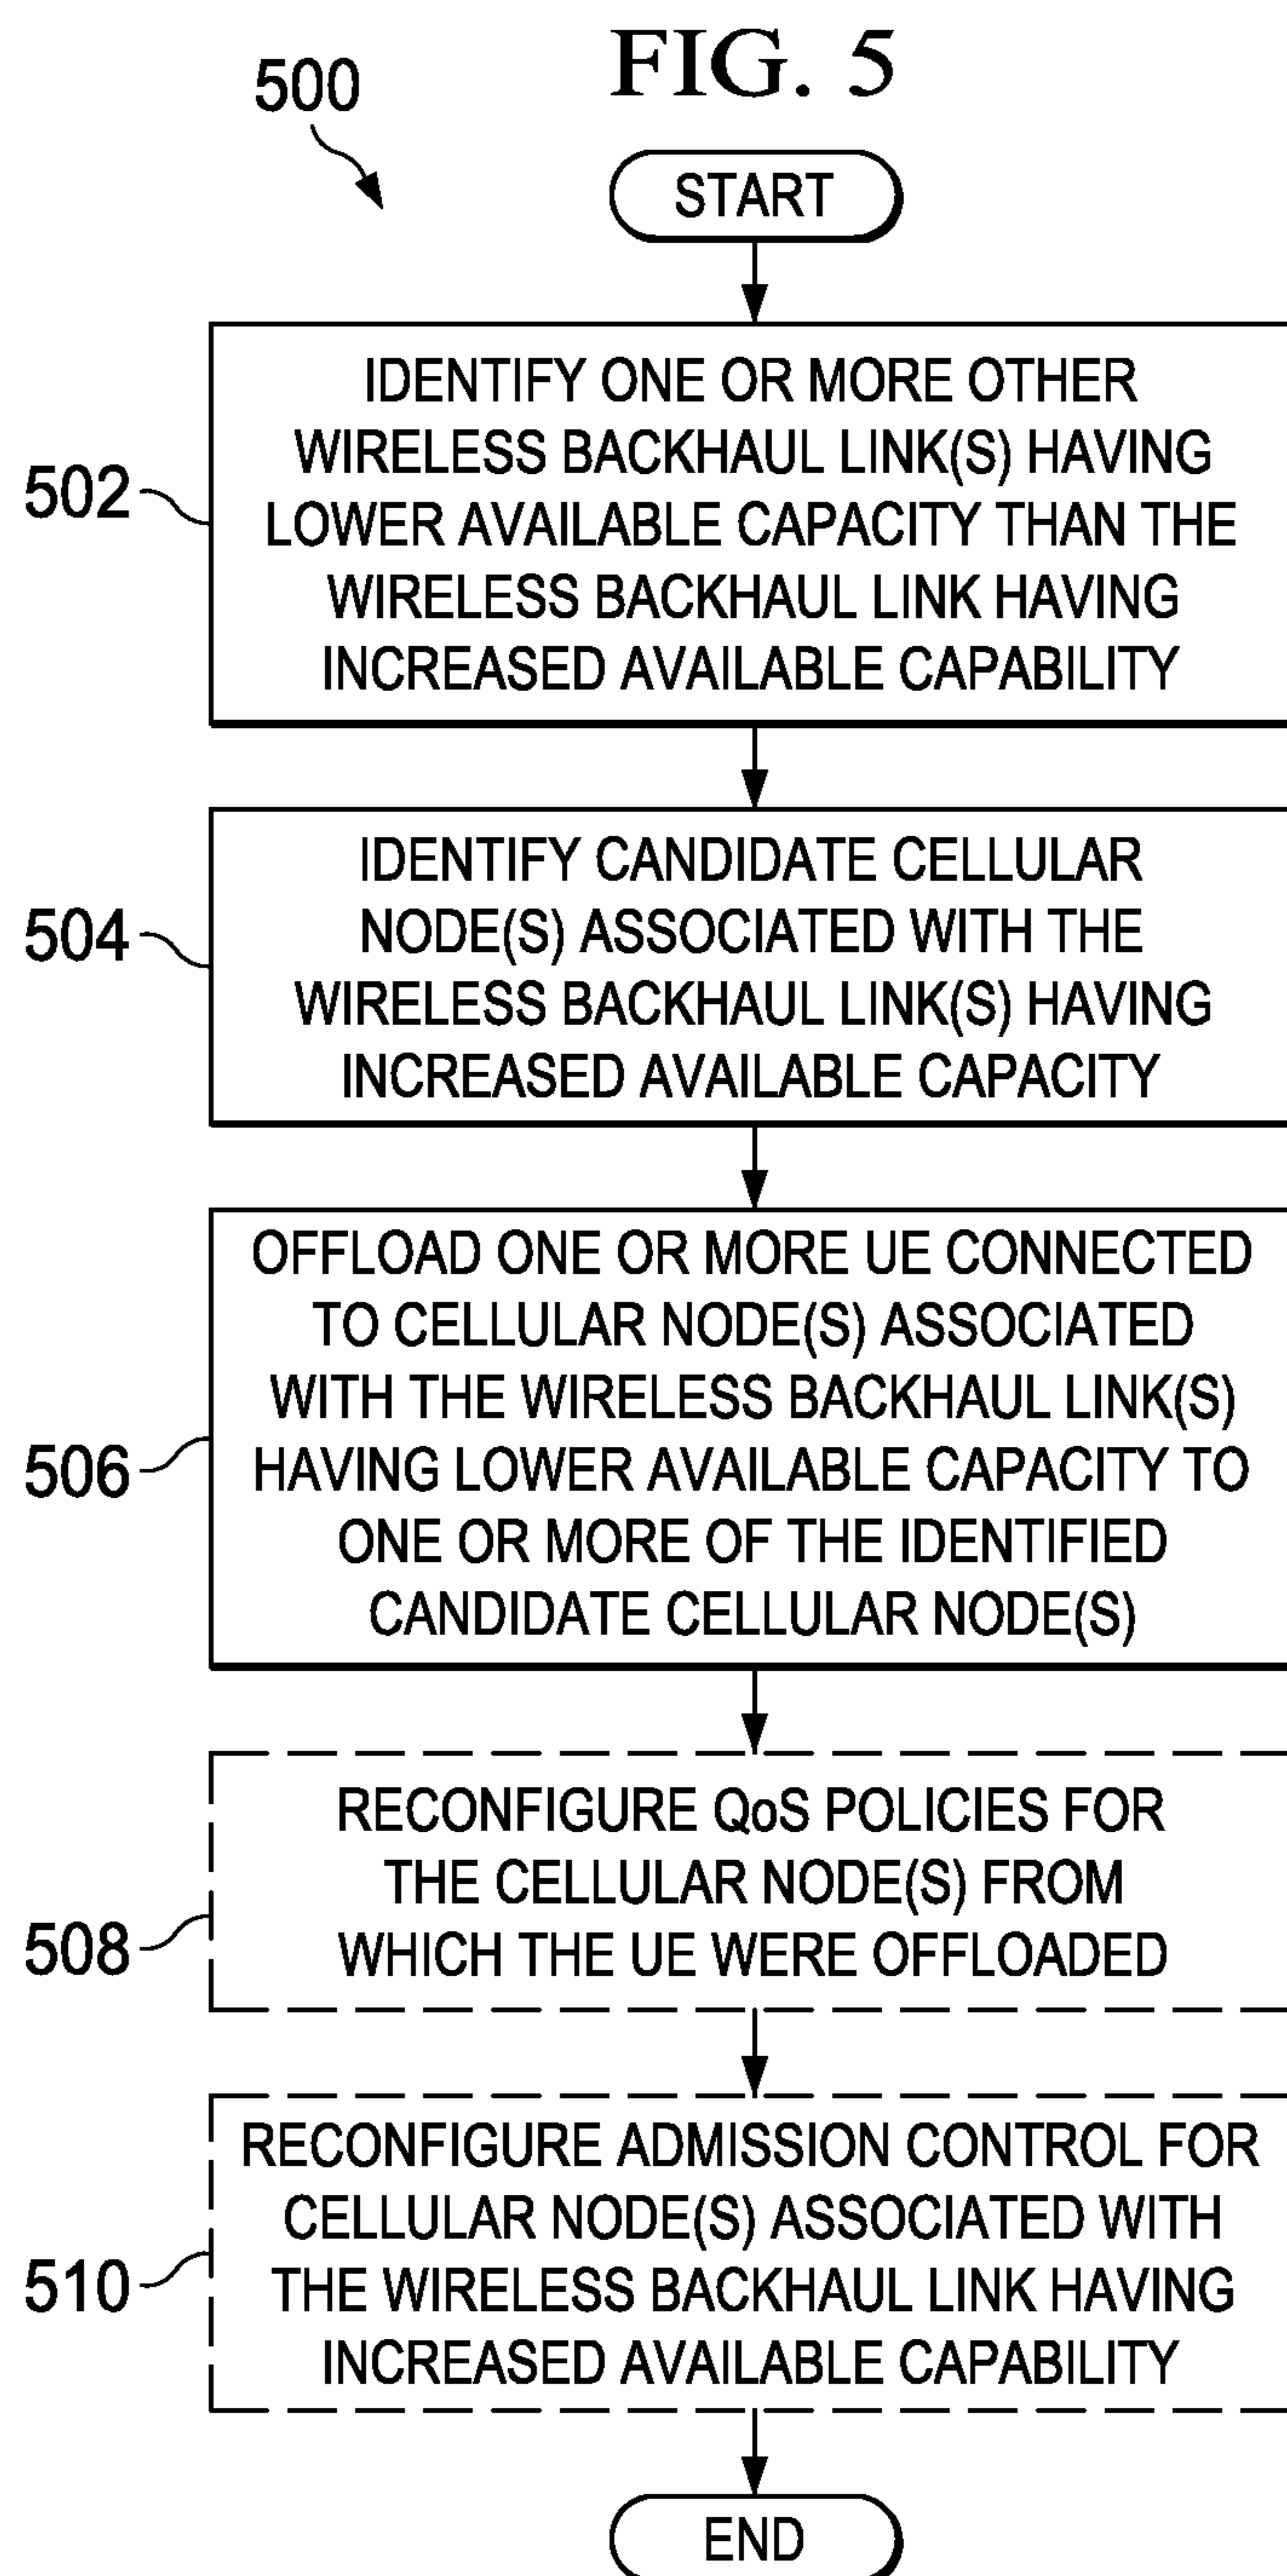 FIG. 5
500
START
502
IDENTIFY ONE OR MORE OTHER
WIRELESS BACKHAUL LINK(S) HAVING
LOWER AVAILABLE CAPACITY THAN THE
WIRELESS BACKHAUL LINK HAVING
INCREASED AVAILABLE CAPABILITY
504
IDENTIFY CANDIDATE CELLULAR
NODE(S) ASSOCIATED WITH THE
WIRELESS BACKHAUL LINK(S) HAVING
INCREASED AVAILABLE CAPACITY
506
OFFLOAD ONE OR MORE UE CONNECTED
TO CELLULAR NODE(S) ASSOCIATED
WITH THE WIRELESS BACKHAUL LINK(S)
HAVING LOWER AVAILABLE CAPACITY TO
ONE OR MORE OF THE IDENTIFIED
CANDIDATE CELLULAR NODE(S)
508
RECONFIGURE QoS POLICIES FOR
THE CELLULAR NODE(S) FROM
WHICH THE UE WERE OFFLOADED
510
RECONFIGURE ADMISSION CONTROL FOR
CELLULAR NODE(S) ASSOCIATED WITH
THE WIRELESS BACKHAUL LINK HAVING
INCREASED AVAILABLE CAPABILITY
END